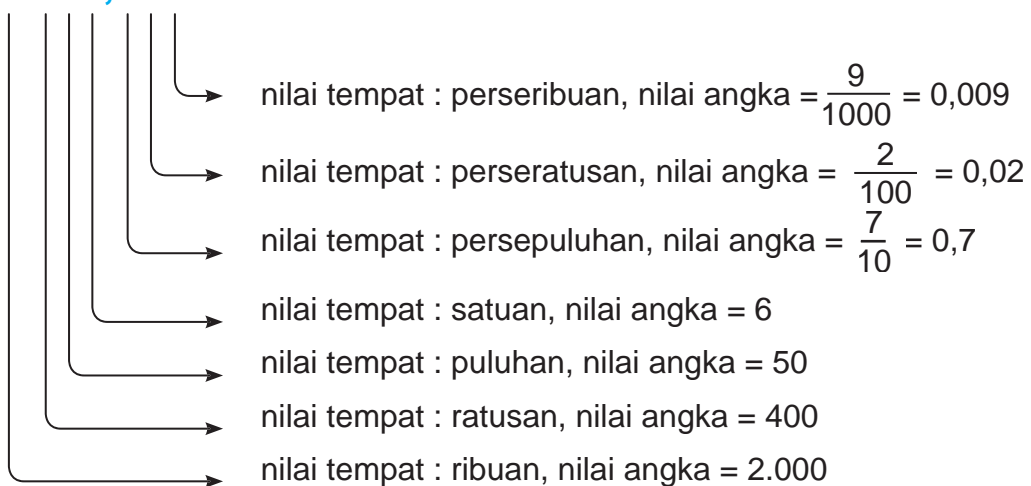 nilai tempat : perseribuan, nilai angka = 9/1000 = 0,009
nilai tempat : perseratusan, nilai angka = 2/100 = 0,02
nilai tempat : persepuluhan, nilai angka = 7/10 = 0,7
nilai tempat : satuan, nilai angka = 6
nilai tempat : puluhan, nilai angka = 50
nilai tempat : ratusan, nilai angka = 400
nilai tempat : ribuan, nilai angka = 2.000